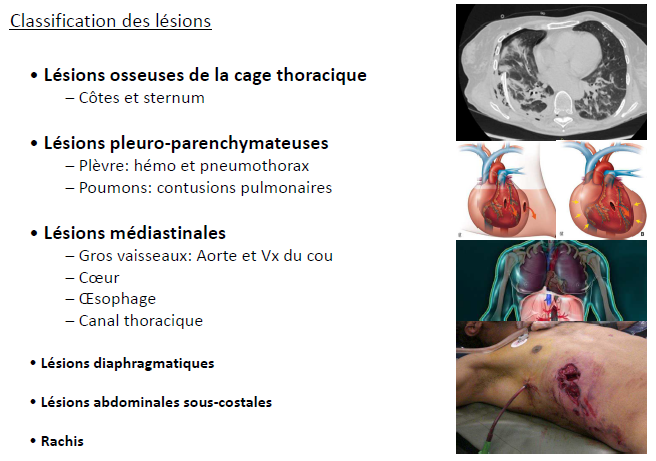 Classification des lésions
• Lésions osseuses de la cage thoracique
– Côtes et sternum
• Lésions pleuro-parenchymateuses
– Plèvre: hémo et pneumothorax
– Poumons: contusions pulmonaires
• Lésions médiastinales
– Gros vaisseaux: Aorte et Vx du cou
– Cœur
– Œsophage
– Canal thoracique
• Lésions diaphragmatiques
• Lésions abdominales sous-costales
• Rachis